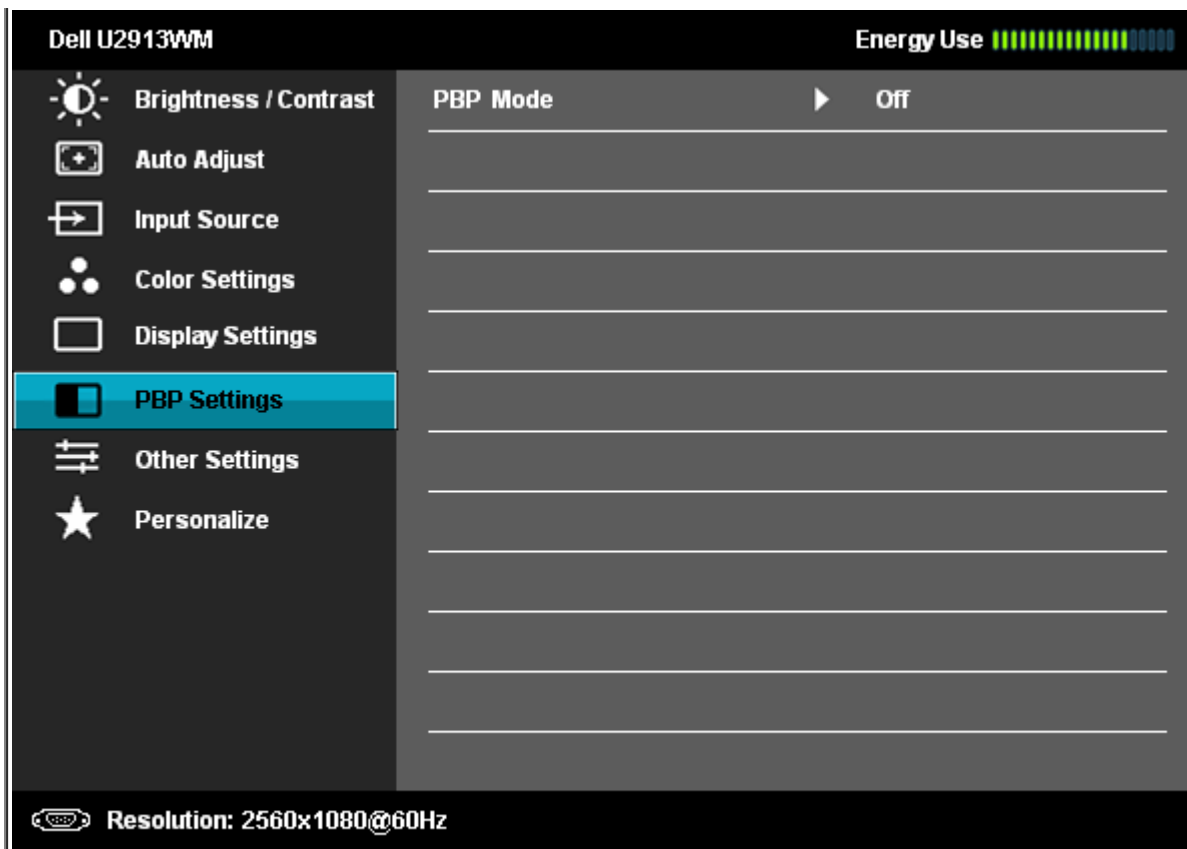 Dell U2913WM Energy Use
Brightness / Contrast PBP Mode Off
Auto Adjust
Input Source
Color Settings
Display Settings
PBP Settings
Other Settings
Personalize
Resolution: 2560x1080@60Hz